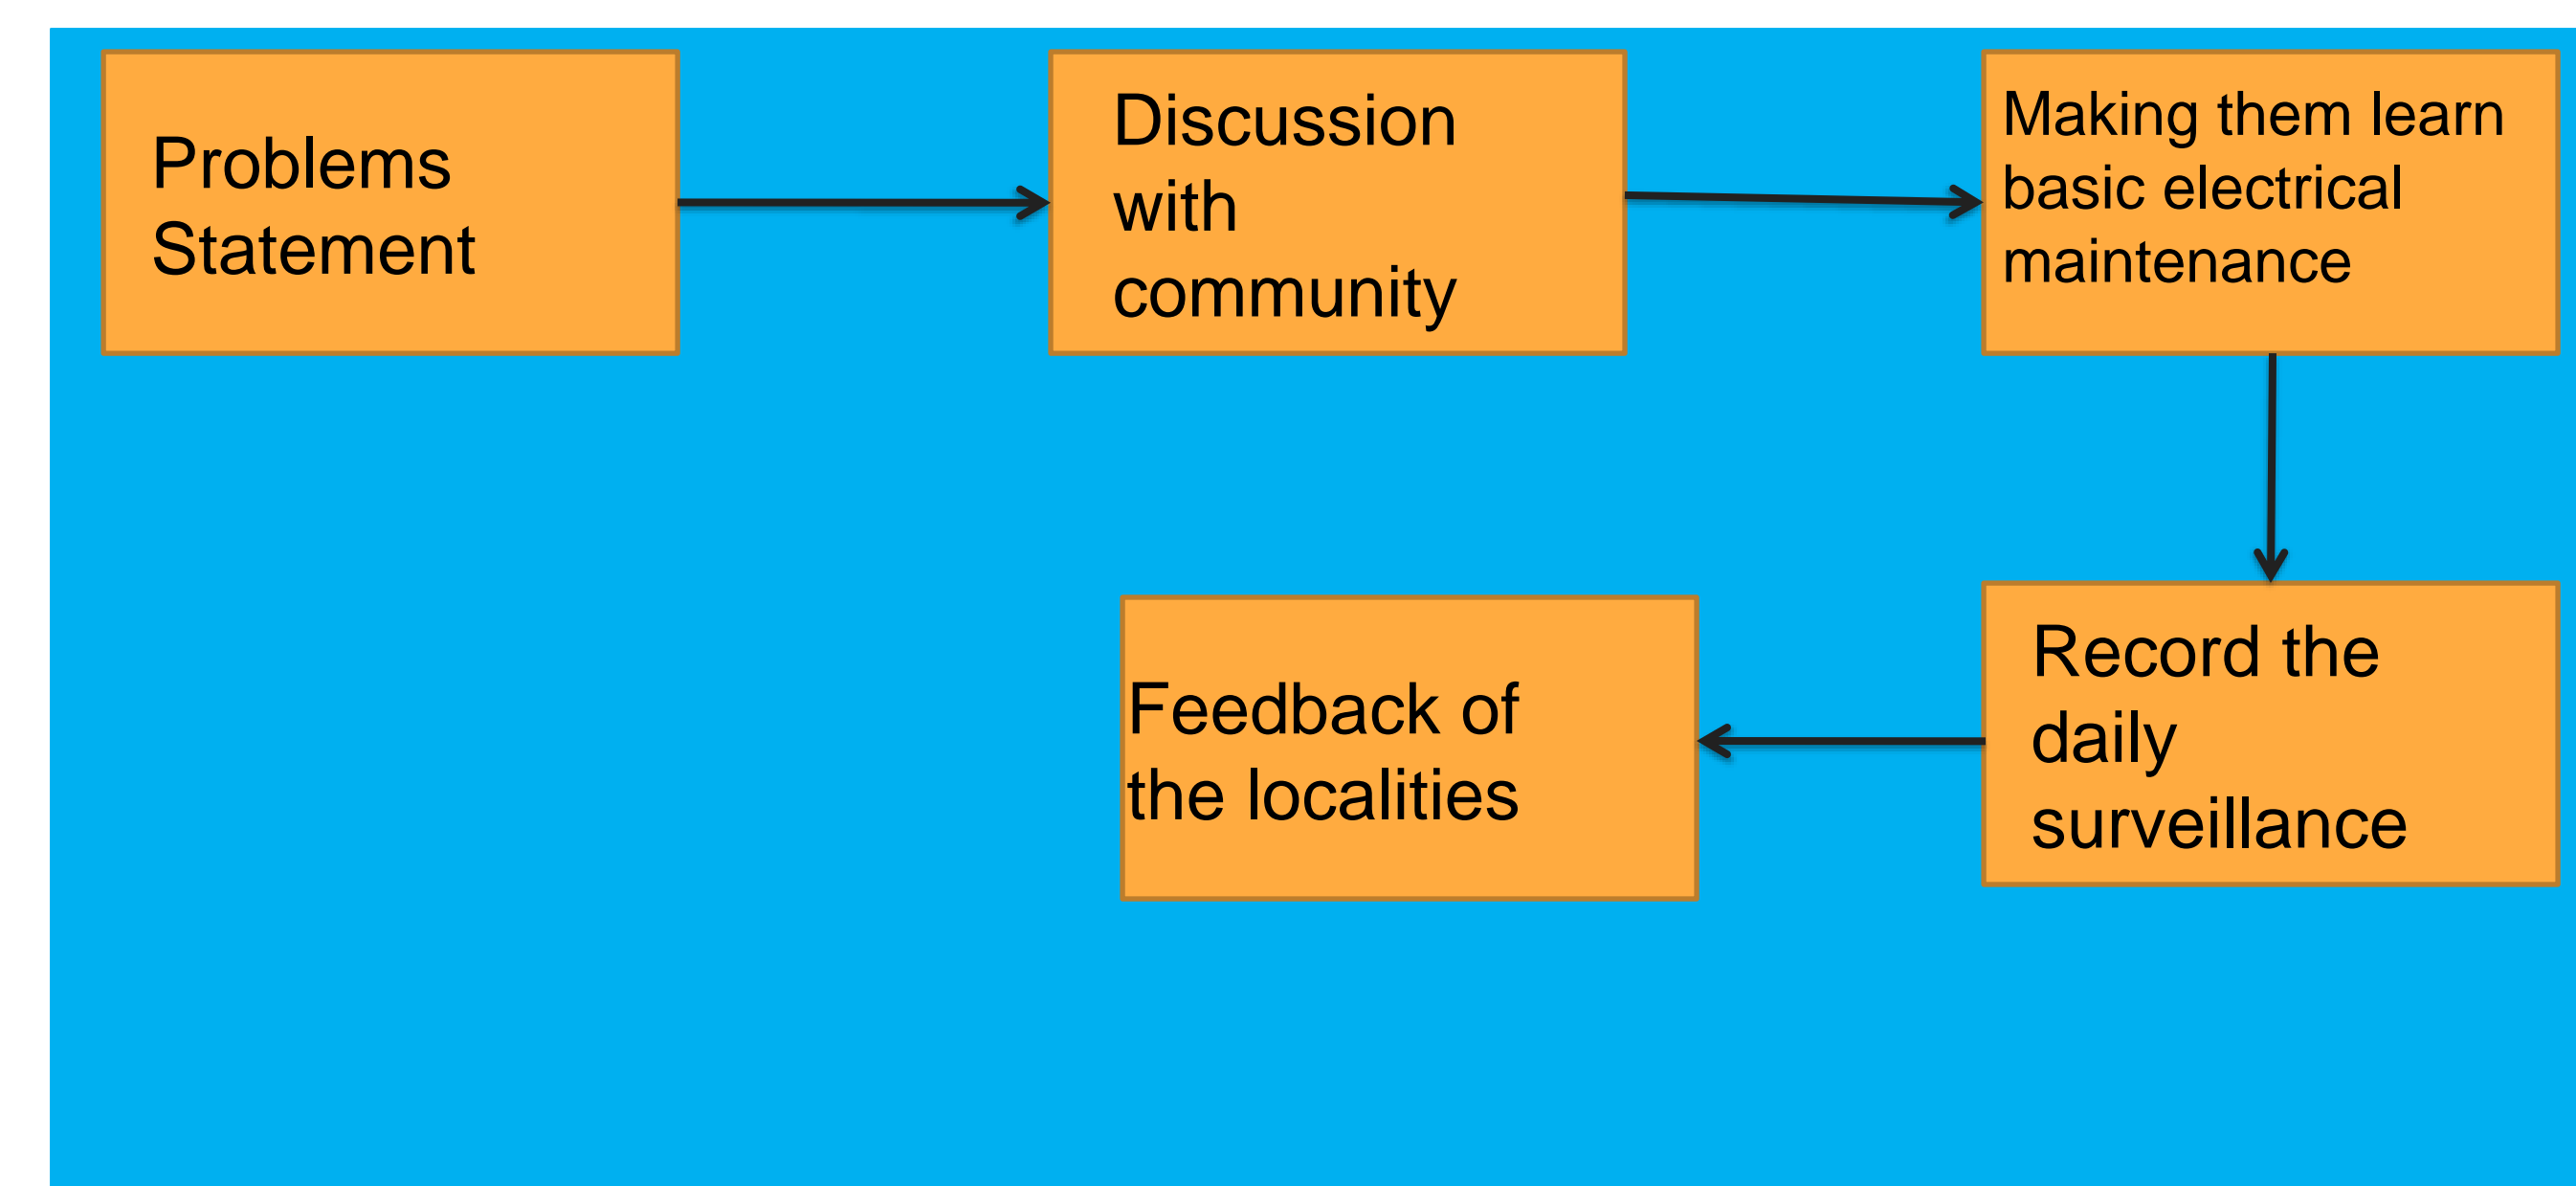 Problems
Statement
Discussion
with
community
Making them learn
basic electrical
maintenance
Record the
daily
surveillance
Feedback of
the localities